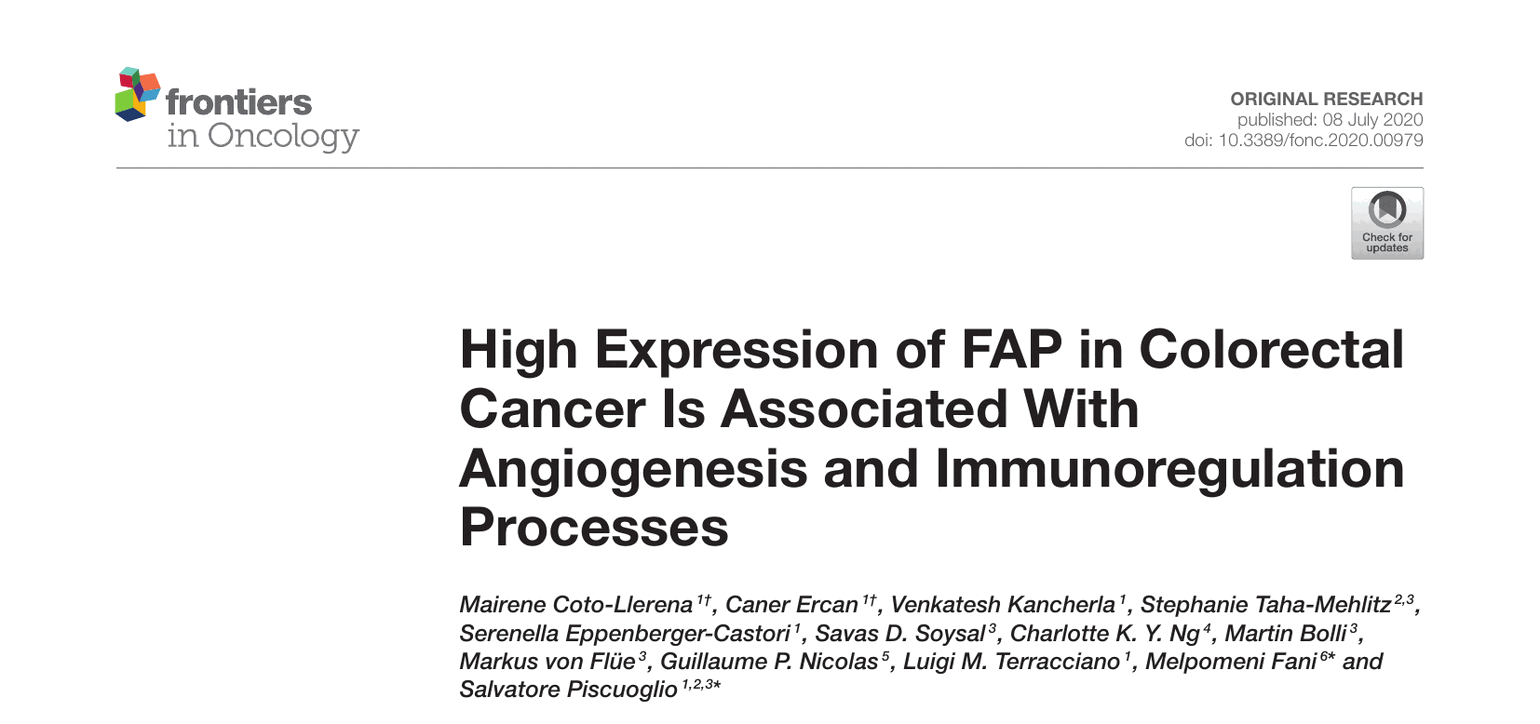 frontiers
in Oncology
ORIGINAL RESEARCH
published: 08 July 2020
doi: 10.3389/fonc.2020.00979
Check for
updates
High Expression of FAP in Colorectal
Cancer Is Associated With
Angiogenesis and Immunoregulation
Processes
Mairene Coto-Llerena 1†, Caner Ercan 1†, Venkatesh Kancherla 1, Stephanie Taha-Mehlitz 2,3,
Serenella Eppenberger-Castori 1, Savas D. Soysal 3, Charlotte K. Y. Ng 4, Martin Bolli 3,
Markus von Flüe 3, Guillaume P. Nicolas 5, Luigi M. Terracciano 1, Melpomeni Fani 6* and
Salvatore Piscuoglio 1,2,3*